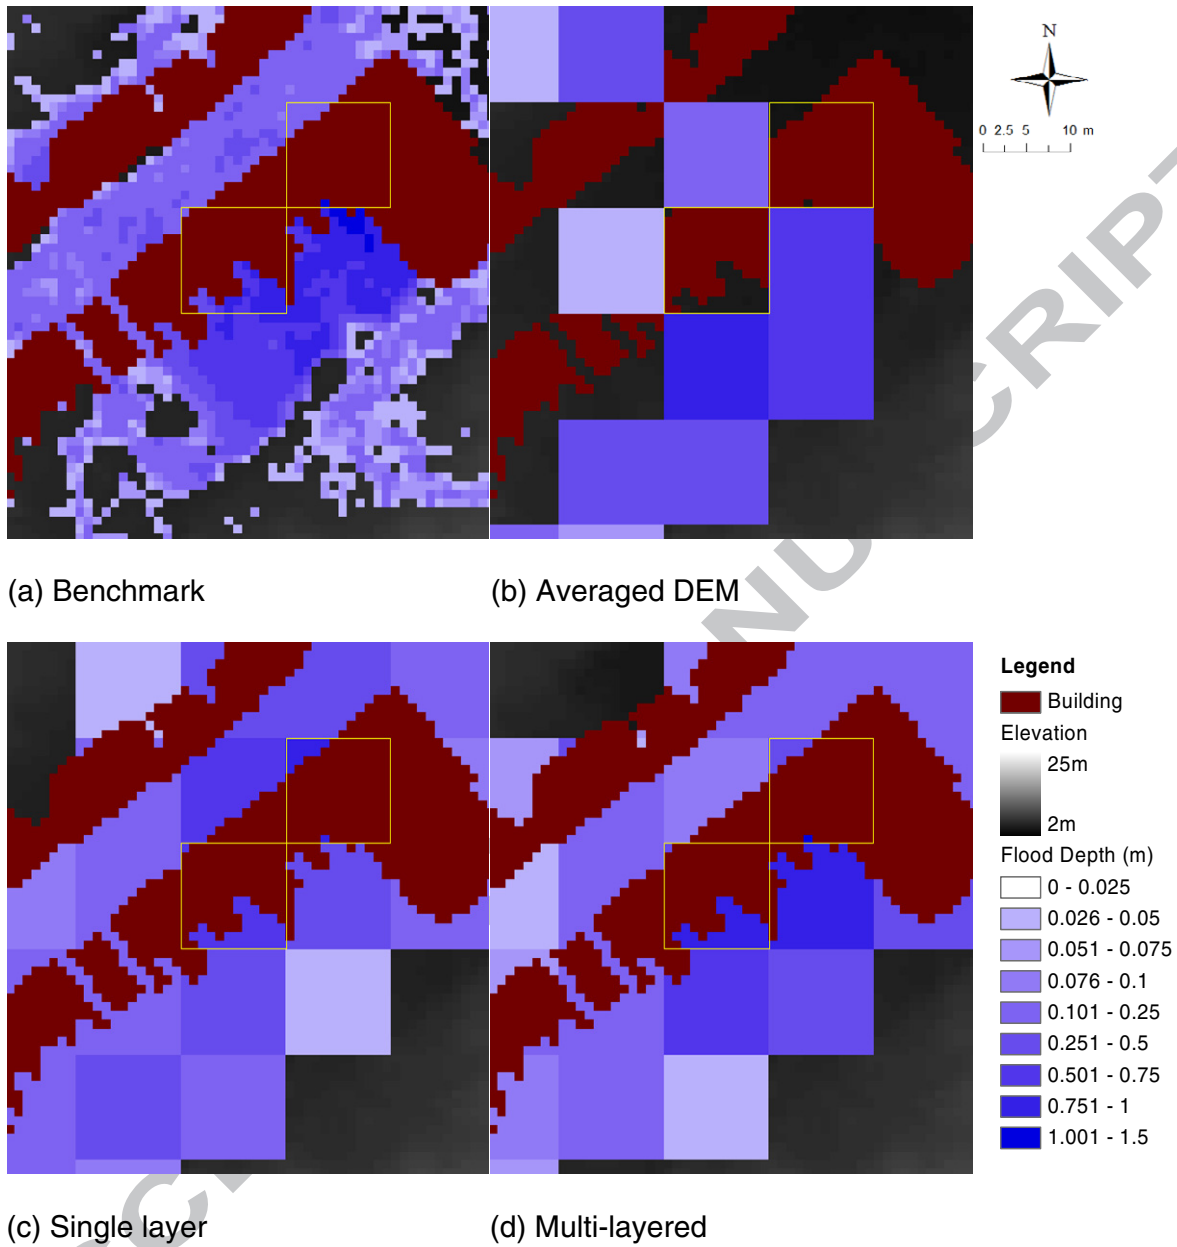 N
0 2.5 5 10 m
(a) Benchmark
(b) Averaged DEM
Legend
Building
Elevation
25m
2m
Flood Depth (m)
0 - 0.025
0.026 - 0.05
0.051 - 0.075
0.076 - 0.1
0.101 - 0.25
0.251 - 0.5
0.501 - 0.75
0.751 - 1
1.001 - 1.5
(c) Single layer
(d) Multi-layered